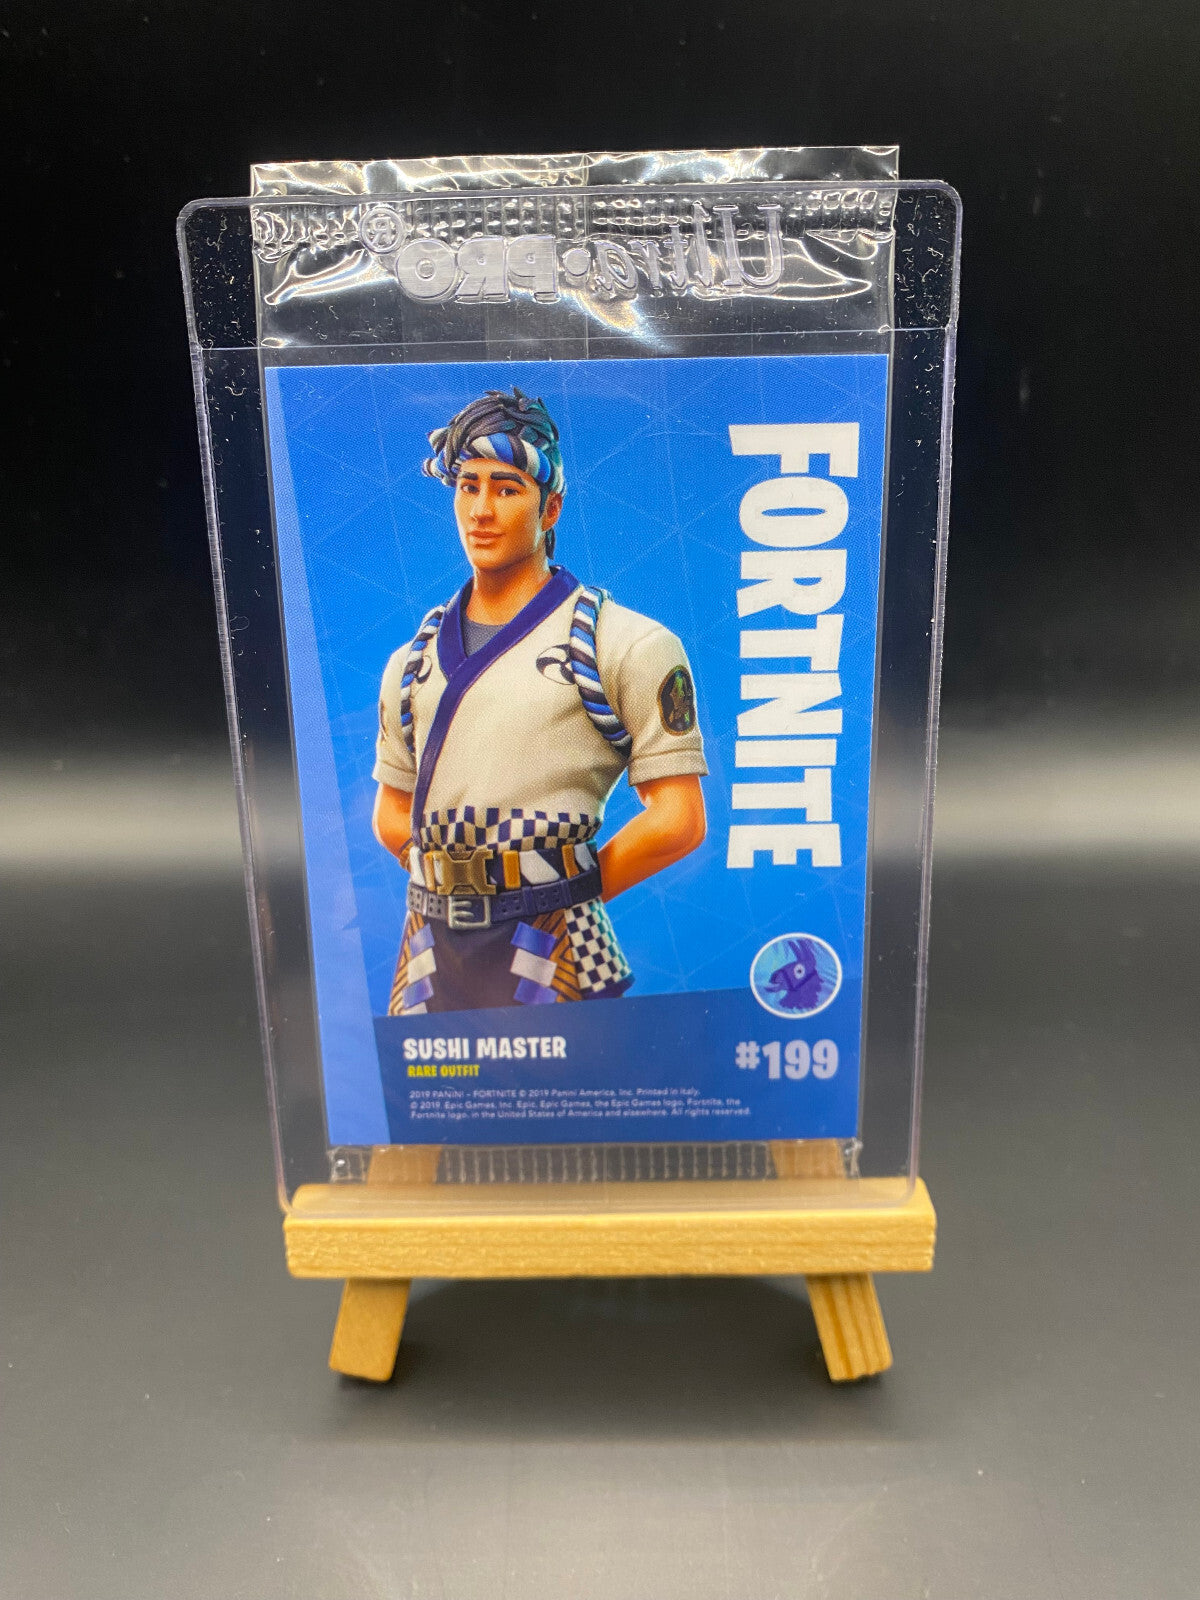 Ultra•PRO®
FORTNITE
SUSHI MASTER
RARE OUTFIT
#199
2019 PANINI – FORTNITE © 2019 Panini America, Inc. Printed in Italy.
© 2019, Epic Games, Inc. Epic, Epic Games, the Epic Games logo, Fortnite, the
Fortnite logo, in the United States of America and elsewhere. All rights reserved.